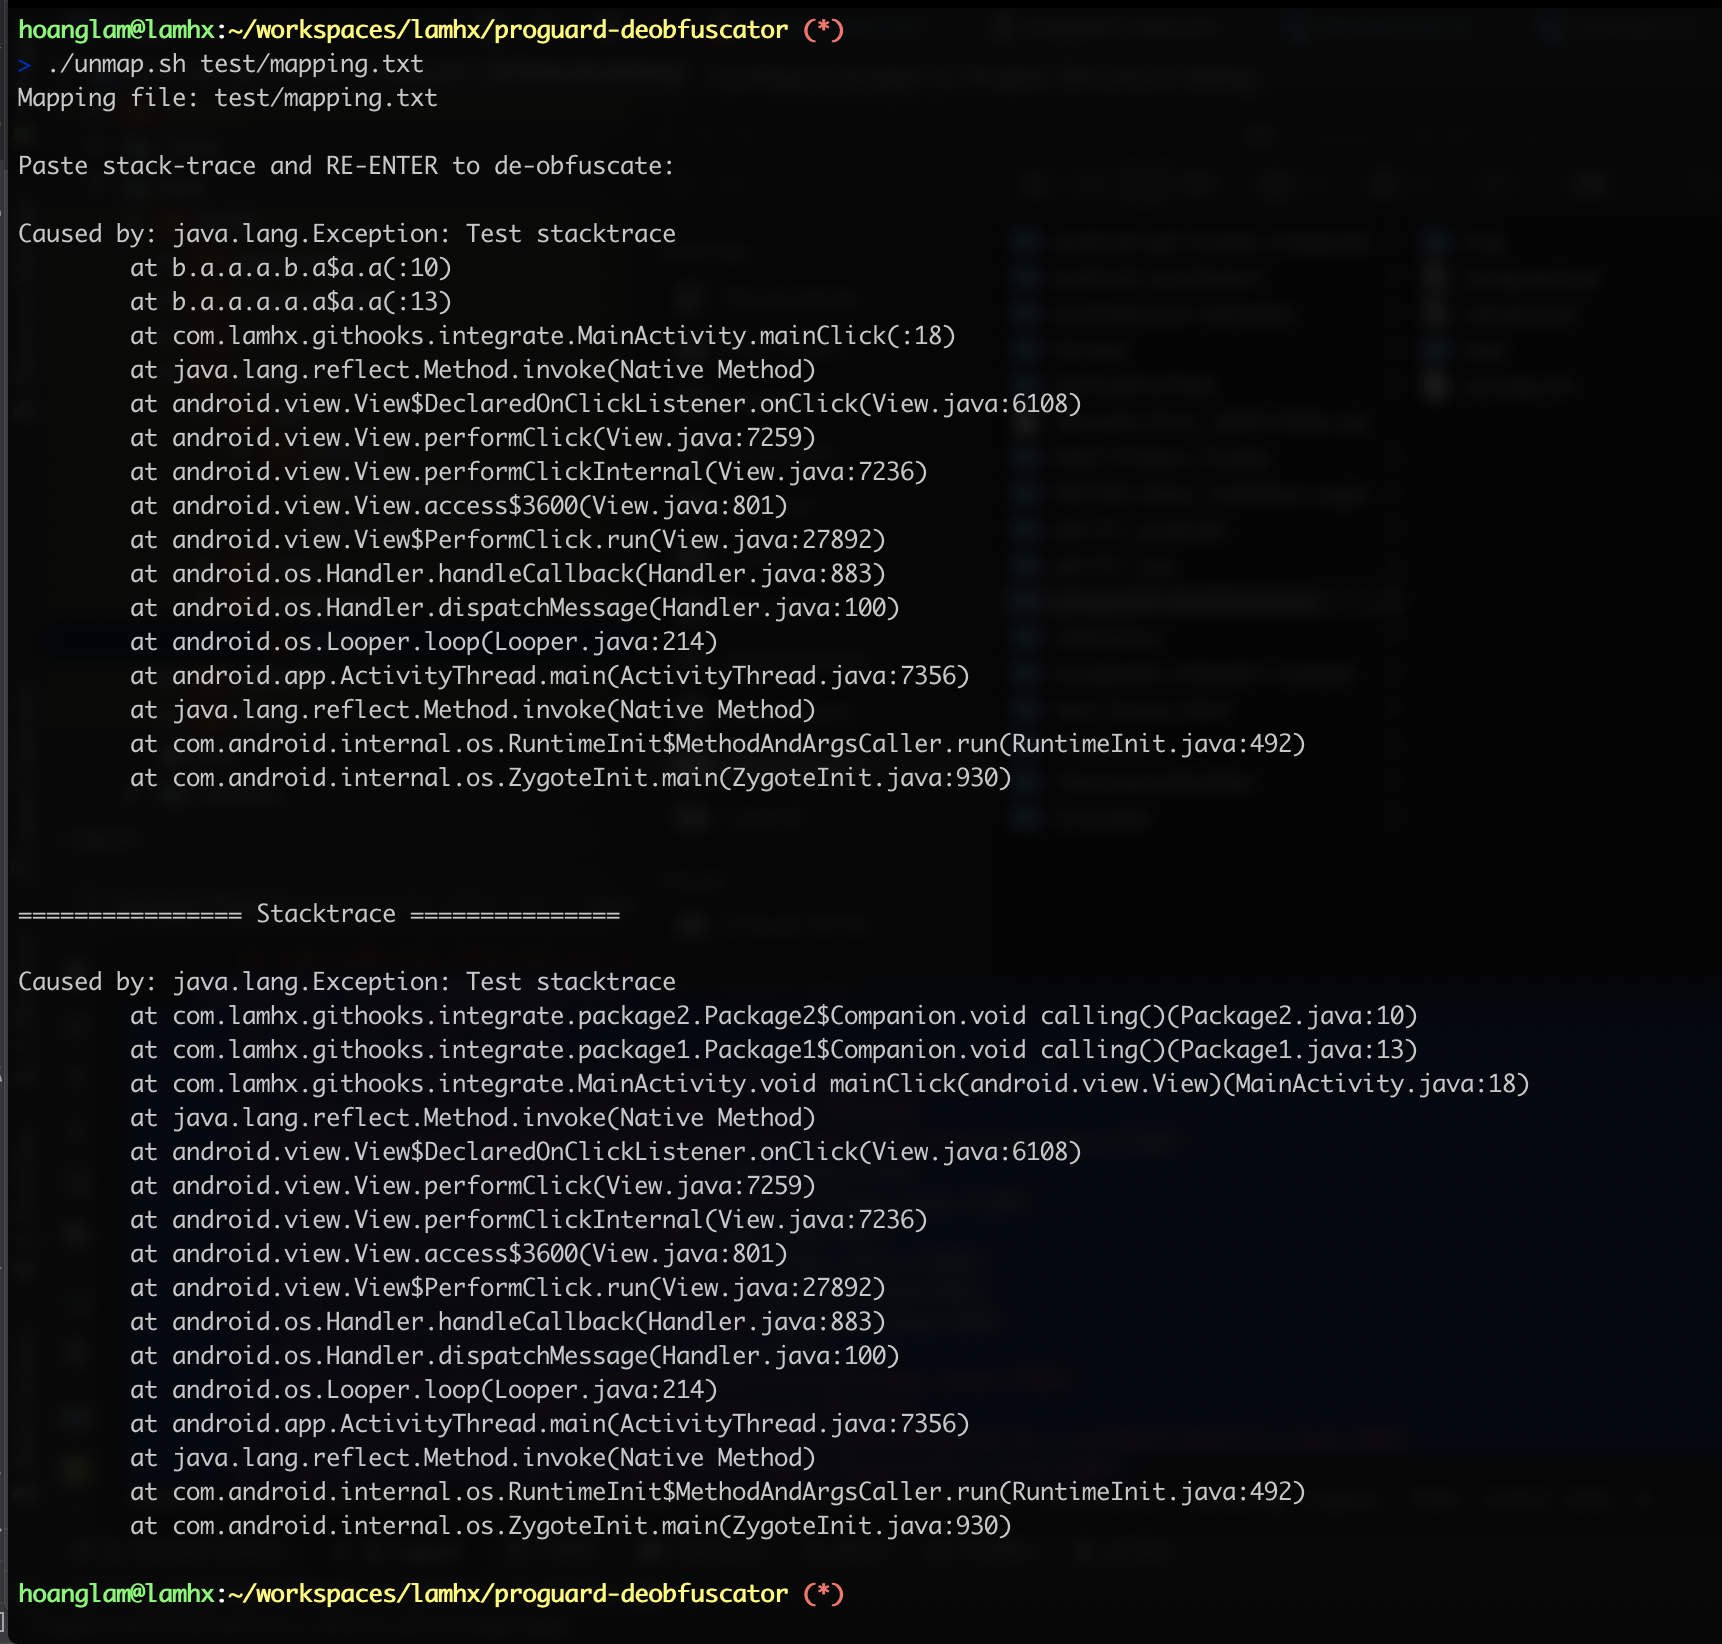 hoanglam@lamhx:~/workspaces/lamhx/proguard-deobfuscator (*)
> ./unmap.sh test/mapping.txt
Mapping file: test/mapping.txt
Paste stack-trace and RE-ENTER to de-obfuscate:
Caused by: java.lang.Exception: Test stacktrace
        at b.a.a.a.b.a$a.a(:10)
        at b.a.a.a.a.a$a.a(:13)
        at com.lamhx.githooks.integrate.MainActivity.mainClick(:18)
        at java.lang.reflect.Method.invoke(Native Method)
        at android.view.View$DeclaredOnClickListener.onClick(View.java:6108)
        at android.view.View.performClick(View.java:7259)
        at android.view.View.performClickInternal(View.java:7236)
        at android.view.View.access$3600(View.java:801)
        at android.view.View$PerformClick.run(View.java:27892)
        at android.os.Handler.handleCallback(Handler.java:883)
        at android.os.Handler.dispatchMessage(Handler.java:100)
        at android.os.Looper.loop(Looper.java:214)
        at android.app.ActivityThread.main(ActivityThread.java:7356)
        at java.lang.reflect.Method.invoke(Native Method)
        at com.android.internal.os.RuntimeInit$MethodAndArgsCaller.run(RuntimeInit.java:492)
        at com.android.internal.os.ZygoteInit.main(ZygoteInit.java:930)
================ Stacktrace ===============
Caused by: java.lang.Exception: Test stacktrace
        at com.lamhx.githooks.integrate.package2.Package2$Companion.void calling()(Package2.java:10)
        at com.lamhx.githooks.integrate.package1.Package1$Companion.void calling()(Package1.java:13)
        at com.lamhx.githooks.integrate.MainActivity.void mainClick(android.view.View)(MainActivity.java:18)
        at java.lang.reflect.Method.invoke(Native Method)
        at android.view.View$DeclaredOnClickListener.onClick(View.java:6108)
        at android.view.View.performClick(View.java:7259)
        at android.view.View.performClickInternal(View.java:7236)
        at android.view.View.access$3600(View.java:801)
        at android.view.View$PerformClick.run(View.java:27892)
        at android.os.Handler.handleCallback(Handler.java:883)
        at android.os.Handler.dispatchMessage(Handler.java:100)
        at android.os.Looper.loop(Looper.java:214)
        at android.app.ActivityThread.main(ActivityThread.java:7356)
        at java.lang.reflect.Method.invoke(Native Method)
        at com.android.internal.os.RuntimeInit$MethodAndArgsCaller.run(RuntimeInit.java:492)
        at com.android.internal.os.ZygoteInit.main(ZygoteInit.java:930)
hoanglam@lamhx:~/workspaces/lamhx/proguard-deobfuscator (*)